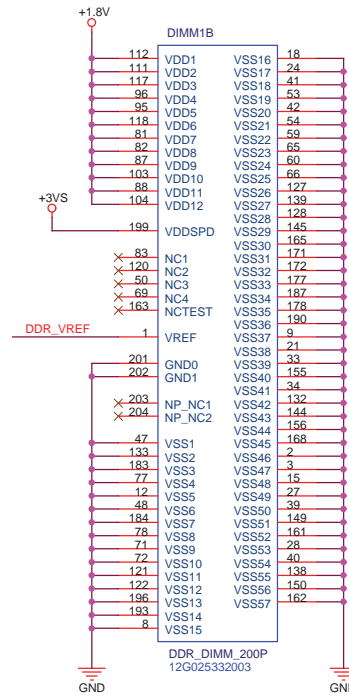 +1.8V
DIMM1B
112 VDD1 VSS16 18
111 VDD2 VSS17 24
117 VDD3 VSS18 41
96 VDD4 VSS19 53
95 VDD5 VSS20 42
118 VDD6 VSS21 54
81 VDD7 VSS22 59
82 VDD8 VSS23 65
87 VDD9 VSS24 60
103 VDD10 VSS25 66
88 VDD11 VSS26 127
104 VDD12 VSS27 139
VSS28 128
+3VS
199 VDDSPD VSS29 145
VSS30 165
83 NC1 VSS31 171
120 NC2 VSS32 172
50 NC3 VSS33 177
69 NC4 VSS34 187
163 NCTEST VSS35 178
VSS36 190
DDR_VREF 1 VREF VSS37 9
VSS38 21
201 GND0 VSS39 33
202 GND1 VSS40 155
VSS41 34
203 NP_NC1 VSS42 132
204 NP_NC2 VSS43 144
VSS44 156
47 VSS1 VSS45 168
133 VSS2 VSS46 2
183 VSS3 VSS47 3
77 VSS4 VSS48 15
12 VSS5 VSS49 27
48 VSS6 VSS50 39
184 VSS7 VSS51 149
78 VSS8 VSS52 161
71 VSS9 VSS53 28
72 VSS10 VSS54 40
121 VSS11 VSS55 138
122 VSS12 VSS56 150
196 VSS13 VSS57 162
193 VSS14
8 VSS15
DDR_DIMM_200P
12G025332003
GND